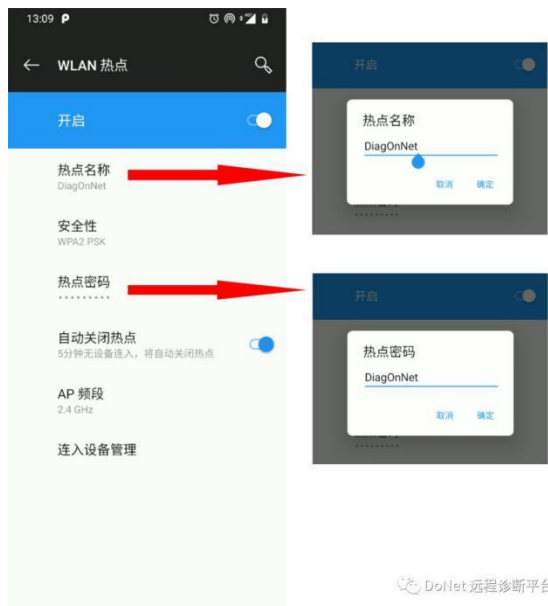 13:09
WLAN 热点
开启
热点名称
DiagOnNet
安全性
WPA2 PSK
热点密码
·········
自动关闭热点
5分钟无设备连入，将自动关闭热点
AP 频段
2.4 GHz
连入设备管理
开启
热点名称
DiagOnNet
取消 确定
开启
热点密码
DiagOnNet
取消 确定
DoNet 远程诊断平台